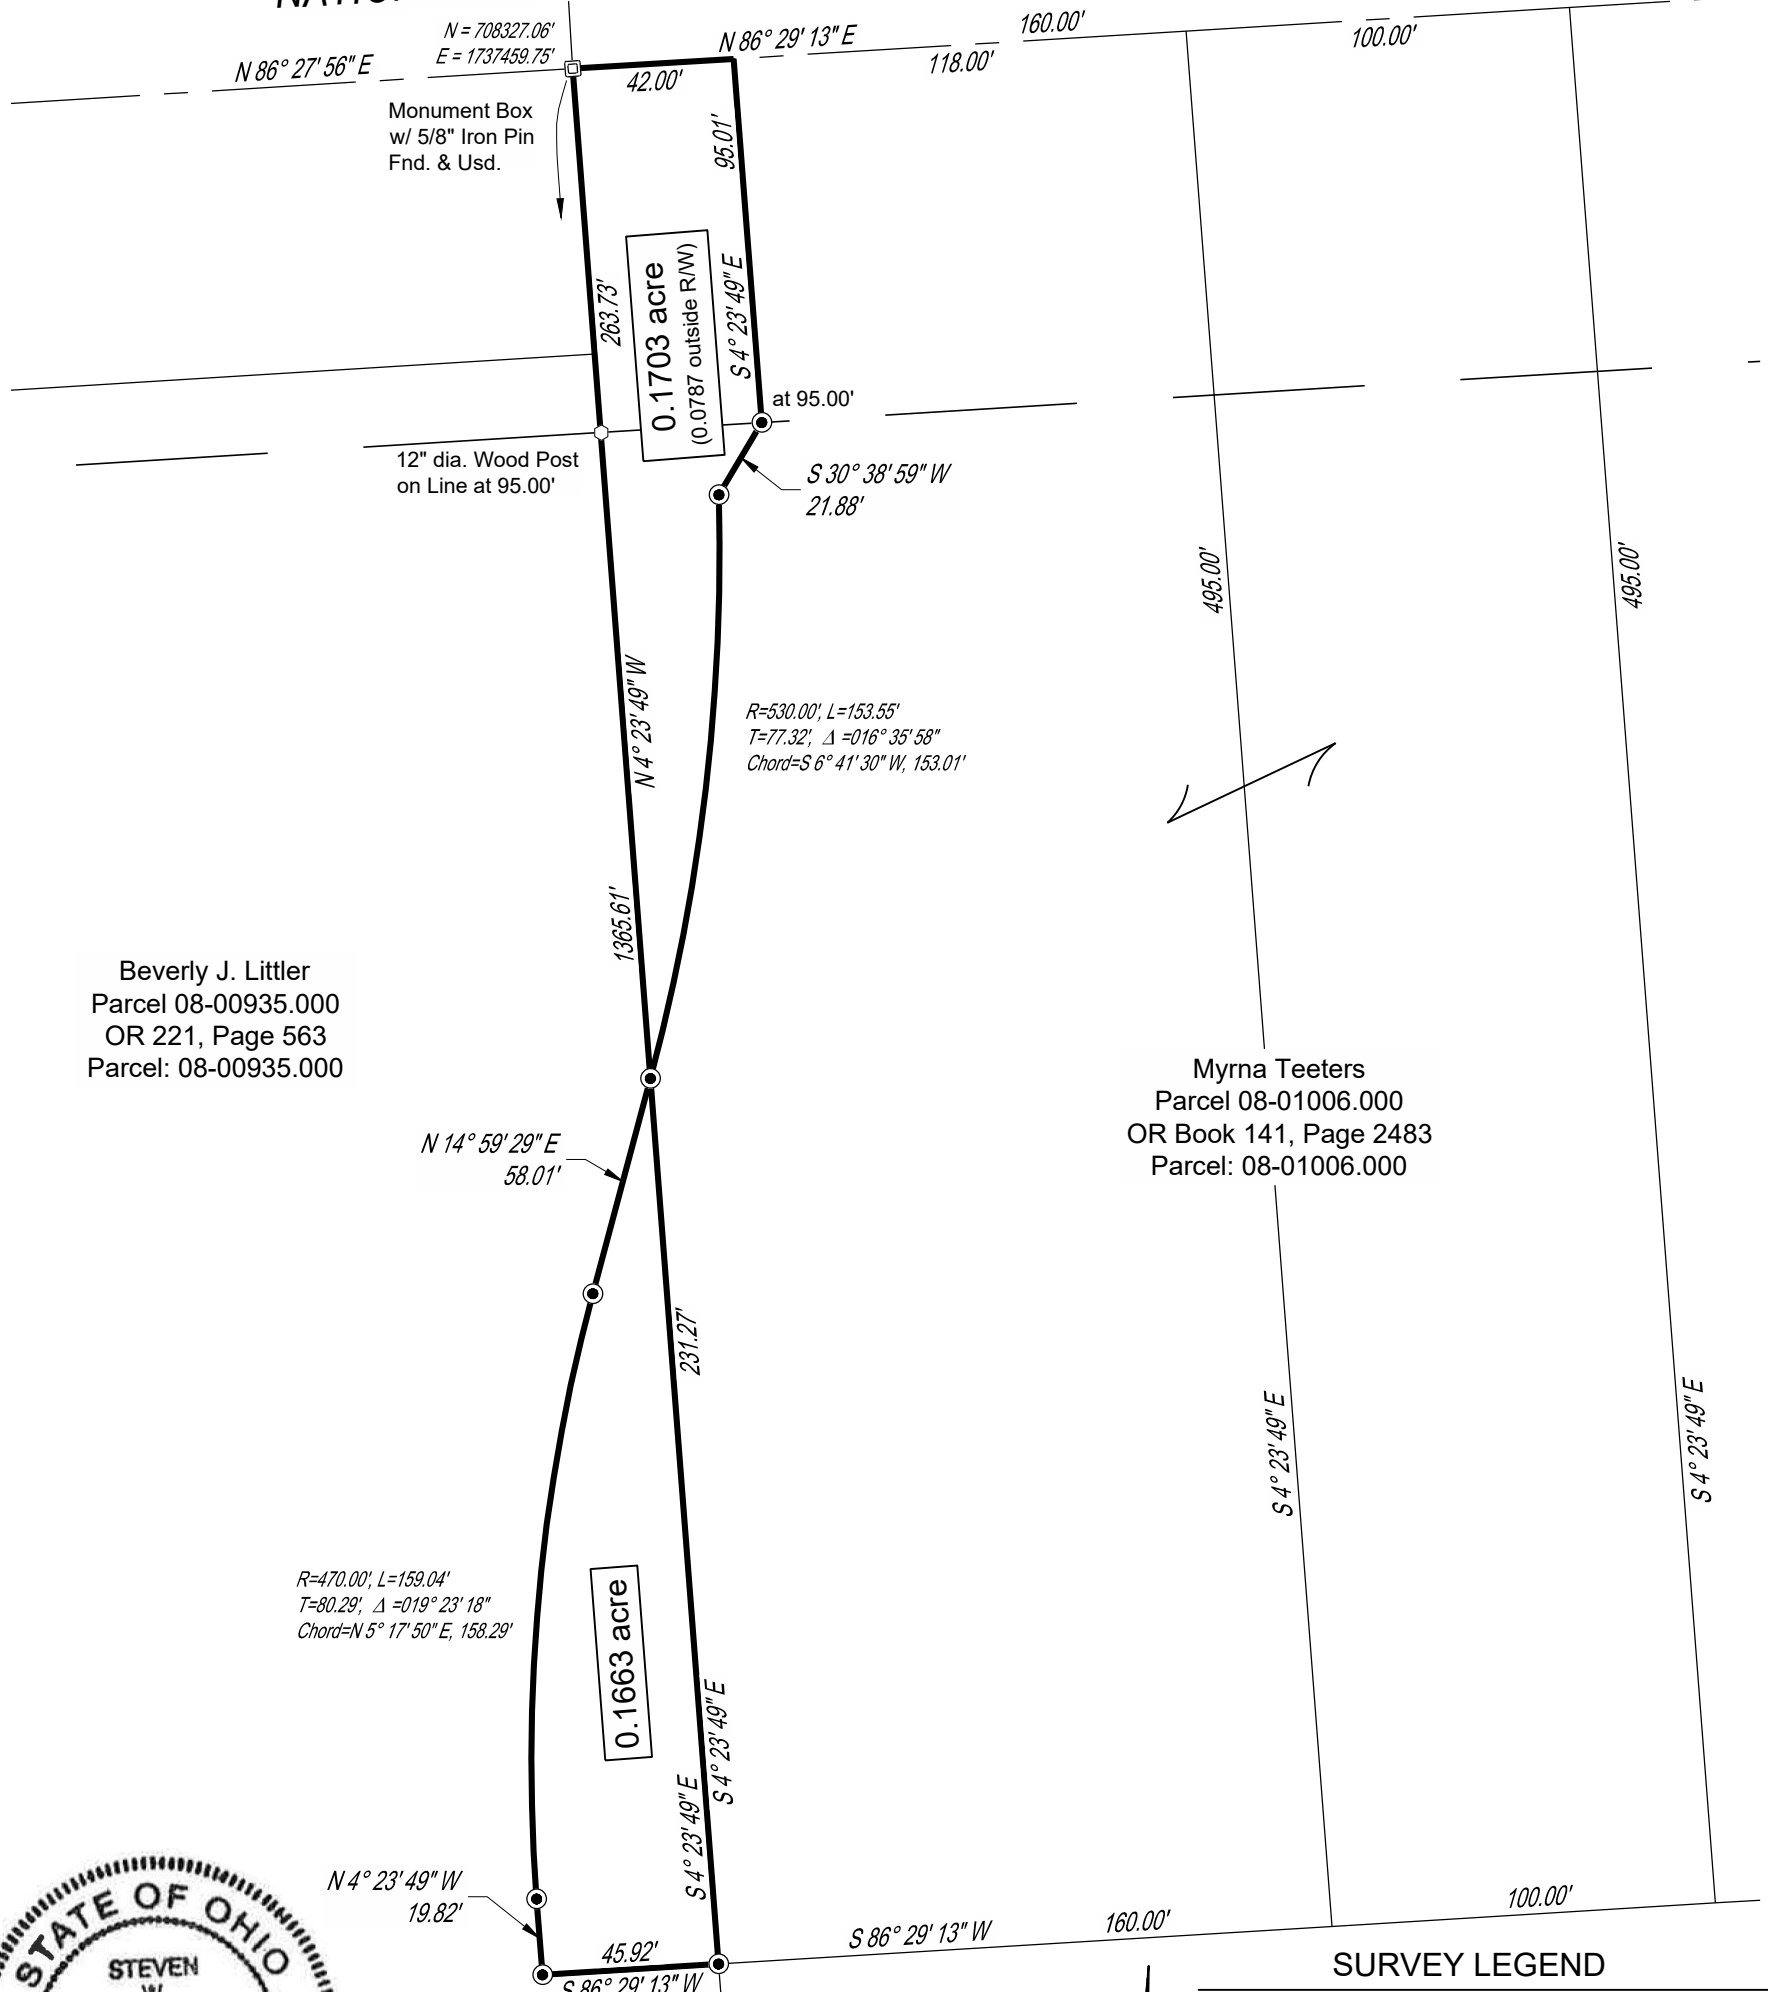 N = 708327.06'
E = 1737459.75'
N 86° 27' 56" E
N 86° 29' 13" E
160.00'
42.00'
118.00'
100.00'
Monument Box
w/ 5/8" Iron Pin
Fnd. & Usd.
95.01'
263.73'
0.1703 acre
(0.0787 outside R/W)
S 4° 23' 49" E
at 95.00'
12" dia. Wood Post
on Line at 95.00'
S 30° 38' 59" W
21.88'
495.00'
495.00'
N 4° 23' 49" W
R=530.00', L=153.55'
T=77.32', Δ =016° 35' 58"
Chord=S 6° 41' 30" W, 153.01'
1365.61'
Beverly J. Littler
Parcel 08-00935.000
OR 221, Page 563
Parcel: 08-00935.000
Myrna Teeters
Parcel 08-01006.000
OR Book 141, Page 2483
Parcel: 08-01006.000
N 14° 59' 29" E
58.01'
231.27'
S 4° 23' 49" E
S 4° 23' 49" E
R=470.00', L=159.04'
T=80.29', Δ =019° 23' 18"
Chord=N 5° 17' 50" E, 158.29'
0.1663 acre
S 4° 23' 49" E
S 4° 23' 49" E
N 4° 23' 49" W
19.82'
45.92'
S 86° 29' 13" W
S 86° 29' 13" W
160.00'
100.00'
STATE OF OHIO
STEVEN
W
SURVEY LEGEND